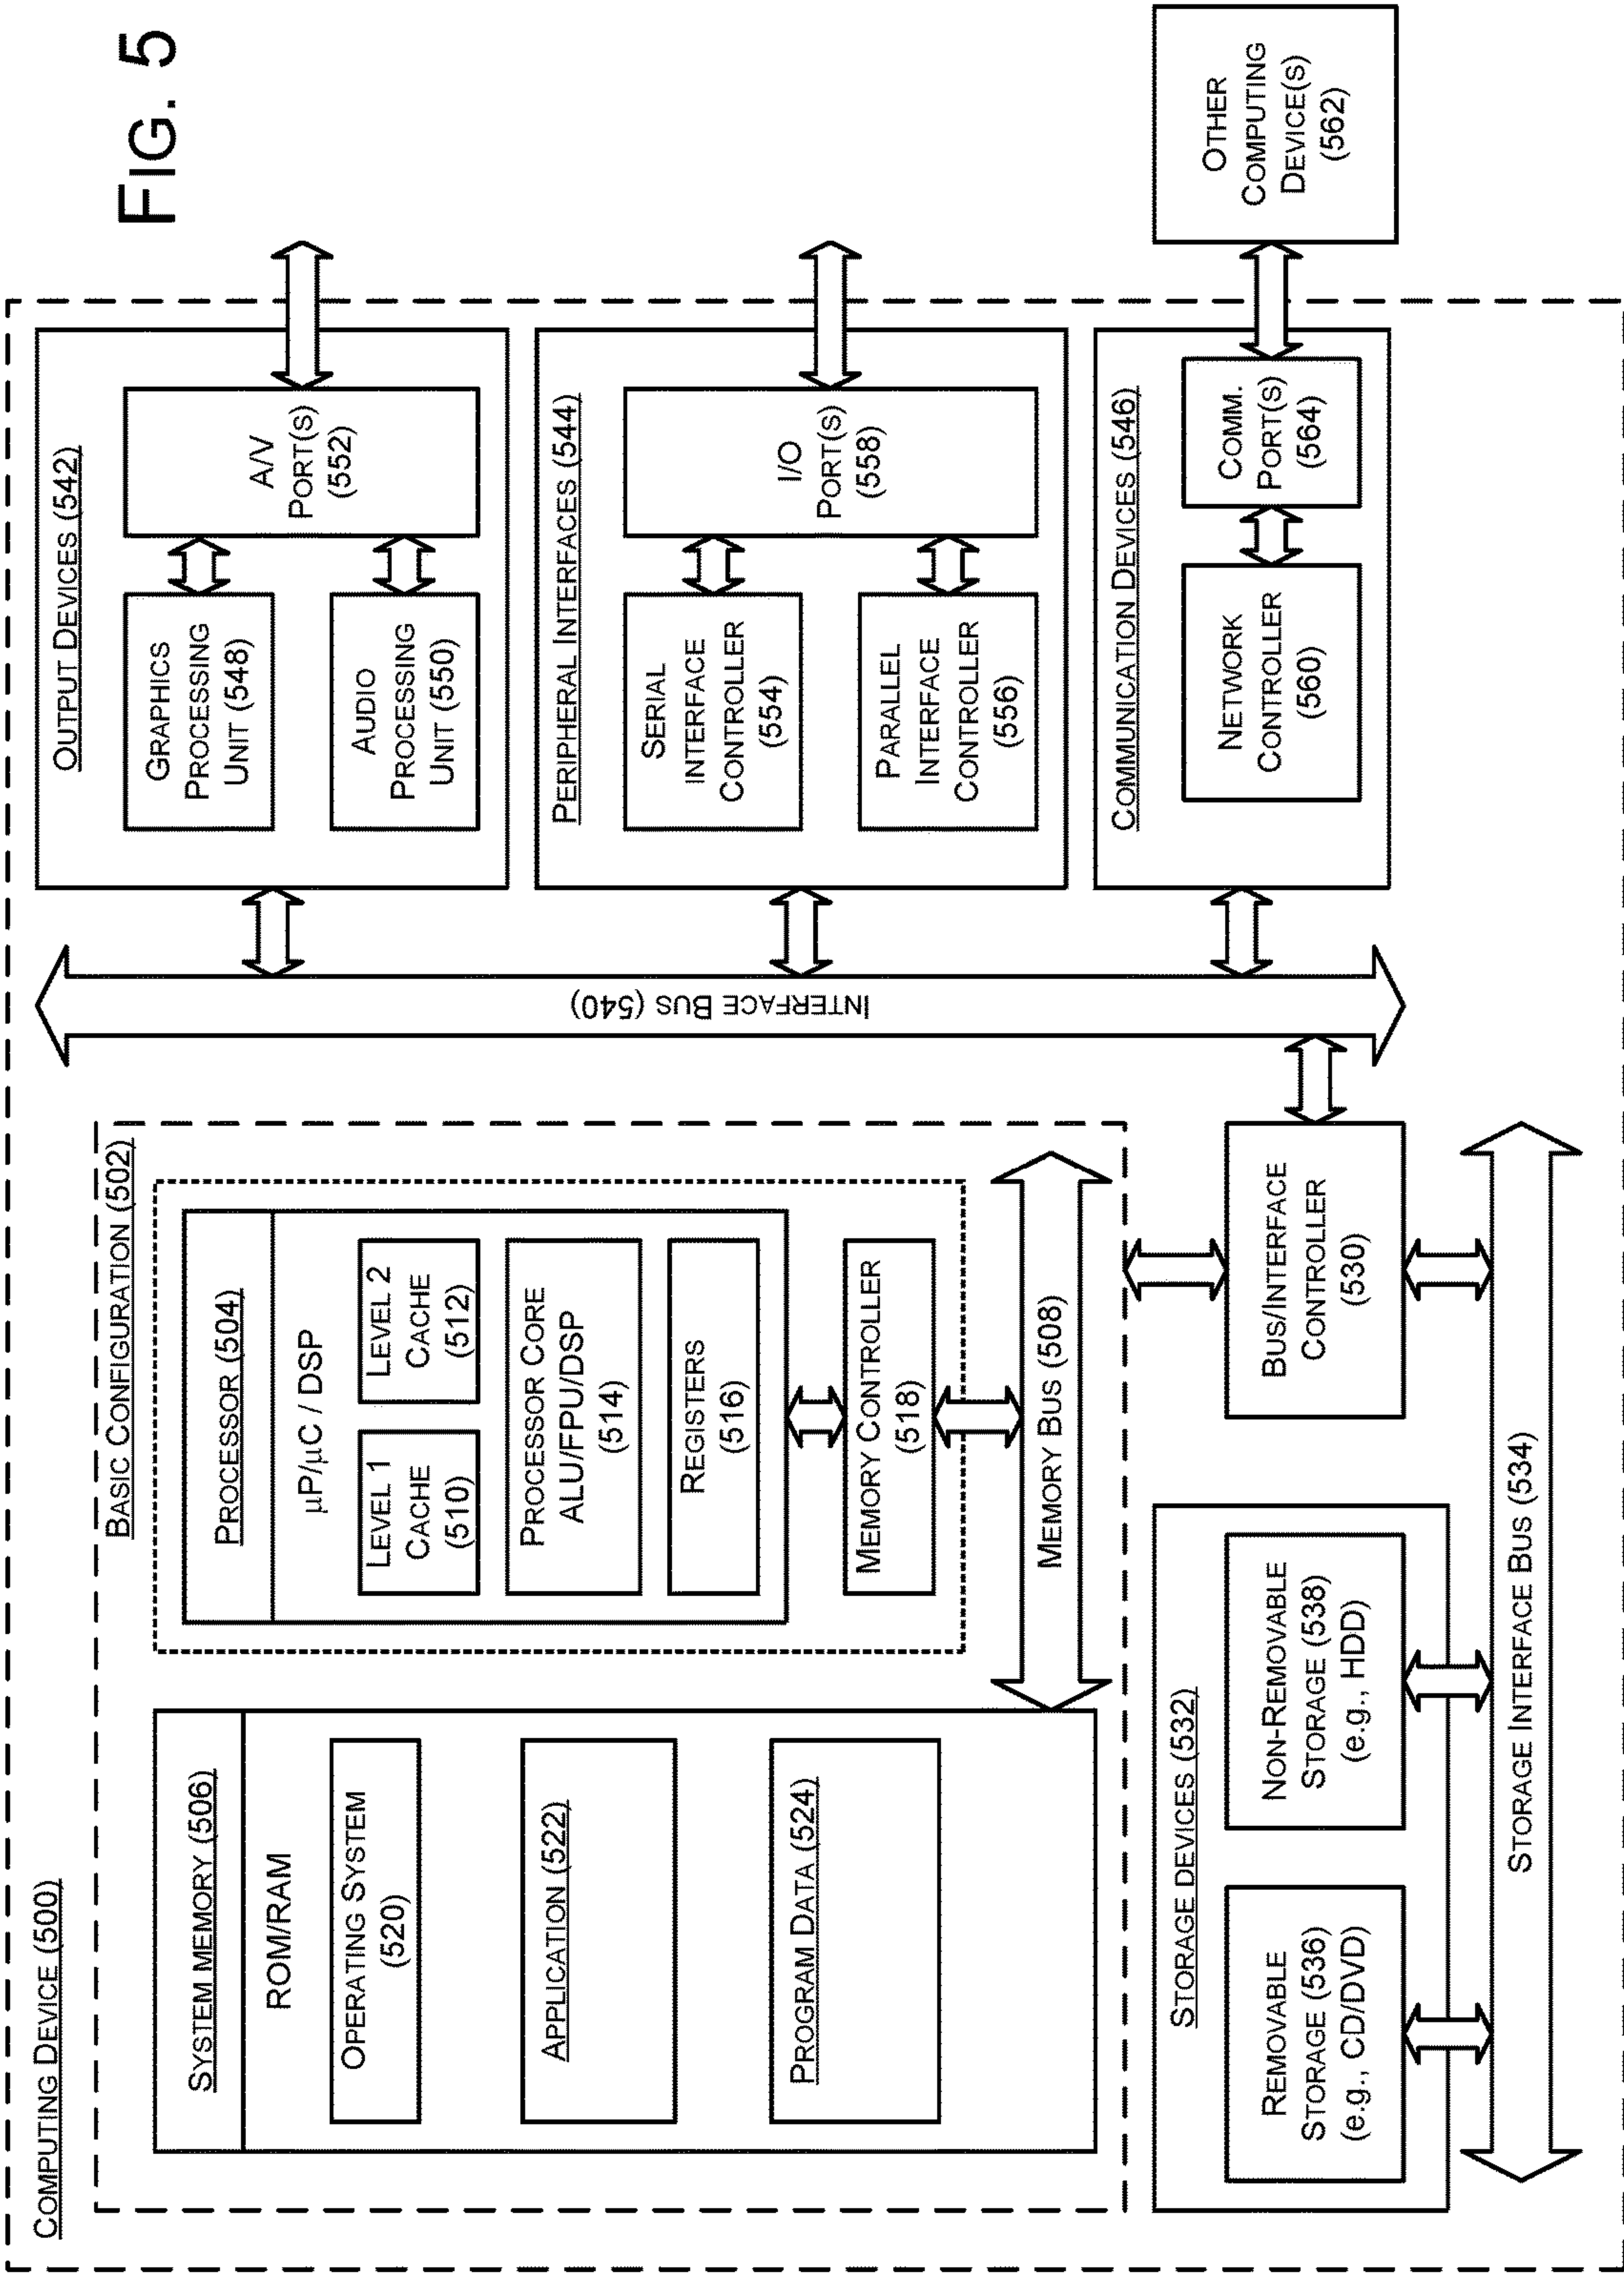 FIG. 5
COMPUTING DEVICE (500)
BASIC CONFIGURATION (502)
SYSTEM MEMORY (506)
ROM/RAM
OPERATING SYSTEM
(520)
APPLICATION (522)
PROGRAM DATA (524)
PROCESSOR (504)
µP/µC / DSP
LEVEL 1
CACHE
(510)
LEVEL 2
CACHE
(512)
PROCESSOR CORE
ALU/FPU/DSP
(514)
REGISTERS
(516)
MEMORY CONTROLLER
(518)
MEMORY BUS (508)
BUS/INTERFACE
CONTROLLER
(530)
STORAGE DEVICES (532)
REMOVABLE
STORAGE (536)
(e.g., CD/DVD)
NON-REMOVABLE
STORAGE (538)
(e.g., HDD)
STORAGE INTERFACE BUS (534)
INTERFACE BUS (540)
OUTPUT DEVICES (542)
GRAPHICS
PROCESSING
UNIT (548)
AUDIO
PROCESSING
UNIT (550)
A/V
PORT(S)
(552)
PERIPHERAL INTERFACES (544)
SERIAL
INTERFACE
CONTROLLER
(554)
PARALLEL
INTERFACE
CONTROLLER
(556)
I/O
PORT(S)
(558)
COMMUNICATION DEVICES (546)
NETWORK
CONTROLLER
(560)
COMM.
PORT(S)
(564)
OTHER
COMPUTING
DEVICE(S)
(562)